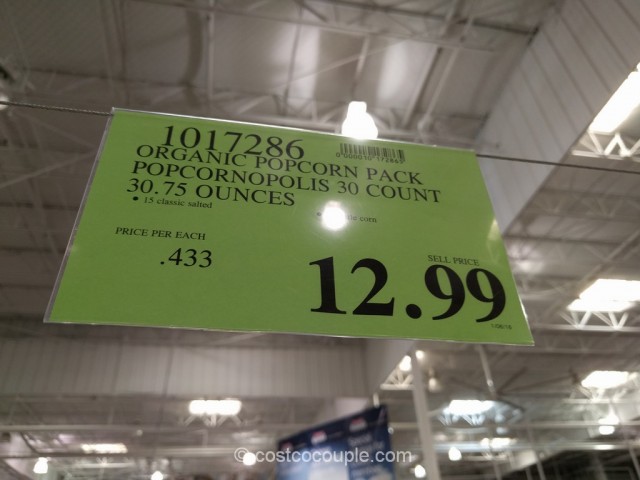 1017286
ORGANIC POPCORN PACK
POPCORNOPOLIS 30 COUNT
30.75 OUNCES
• 15 classic salted
corn
PRICE PER EACH
.433
SELL PRICE
12.99
© costcocouple.com